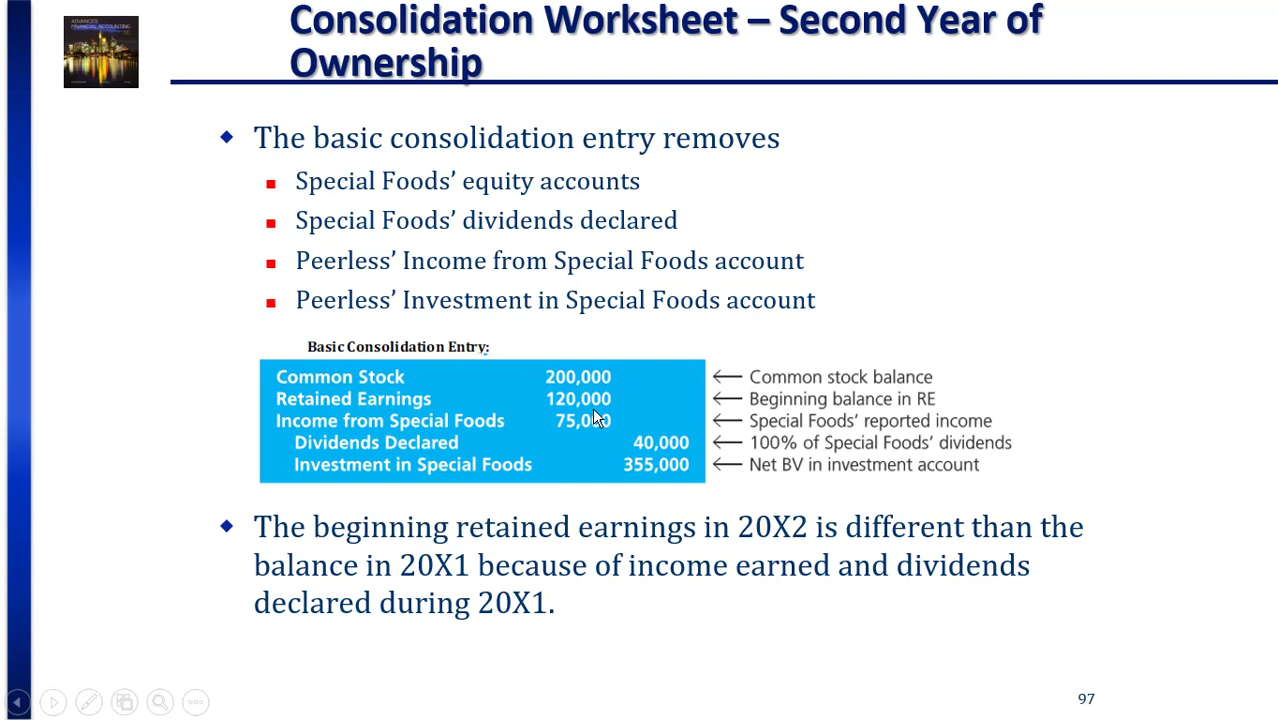 Consolidation Worksheet – Second Year of
Ownership
The basic consolidation entry removes
Special Foods’ equity accounts
Special Foods’ dividends declared
Peerless’ Income from Special Foods account
Peerless’ Investment in Special Foods account
Basic Consolidation Entry:
Common Stock 200,000 ← Common stock balance
Retained Earnings 120,000 ← Beginning balance in RE
Income from Special Foods 75,000 ← Special Foods’ reported income
Dividends Declared 40,000 ← 100% of Special Foods’ dividends
Investment in Special Foods 355,000 ← Net BV in investment account
The beginning retained earnings in 20X2 is different than the
balance in 20X1 because of income earned and dividends
declared during 20X1.
97